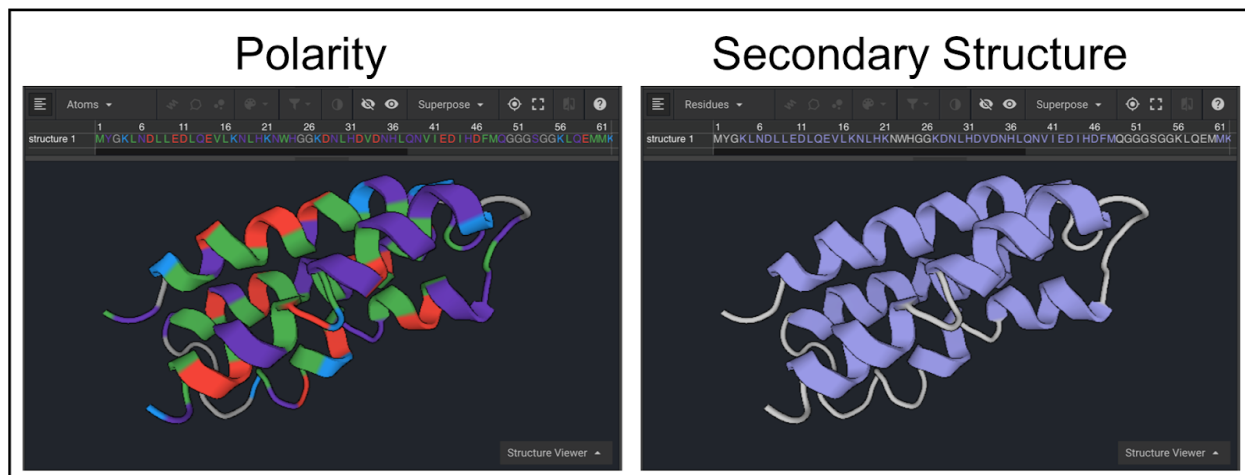 Polarity
Atoms
Superpose
?
1 6 11 16 21 26 31 36 41 46 51 56 61
structure 1 MYGKLNDLLEDLQEVLKNLHKNWHGGKDNLHDVDNHLQNVIEDIHDFMQGGGSGGKLQEMMK
Structure Viewer
Secondary Structure
Residues
Superpose
?
1 6 11 16 21 26 31 36 41 46 51 56 61
structure 1 MYGKLNDLLEDLQEVLKNLHKNWHGGKDNLHDVDNHLQNVIEDIHDFMQGGGSGGKLQEMMK
Structure Viewer